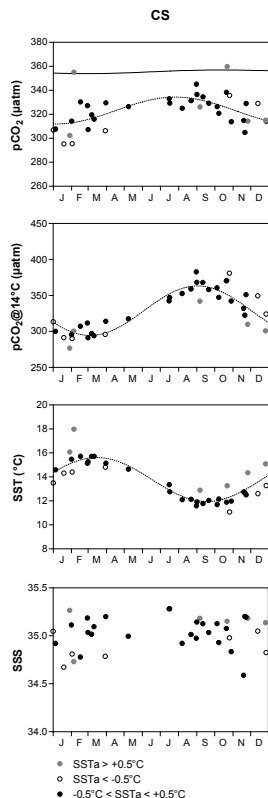 CS
pCO₂ (µatm)
380
360
340
320
300
280
260
J F M A M J J A S O N D
pCO₂@14°C (µatm)
450
400
350
300
250
J F M A M J J A S O N D
SST (°C)
20
18
16
14
12
10
J F M A M J J A S O N D
SSS
35.5
35.0
34.5
34.0
J F M A M J J A S O N D
SSTa > +0.5°C
SSTa < -0.5°C
-0.5°C < SSTa < +0.5°C